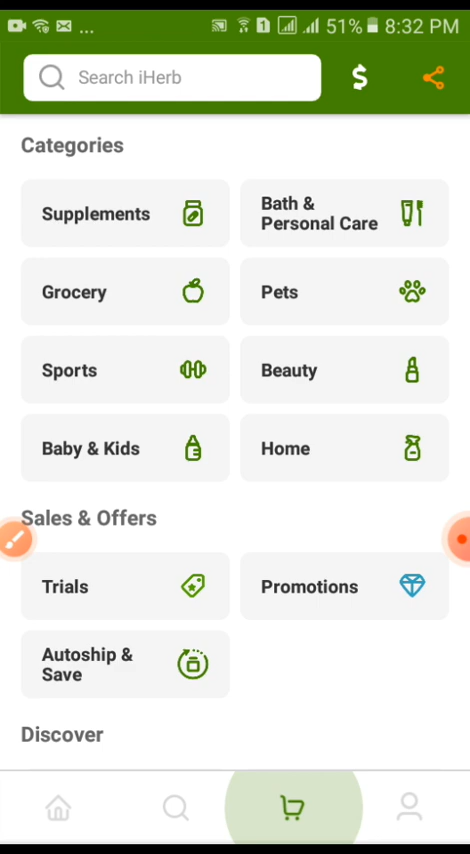 ... 1 51% 8:32 PM
Search iHerb
$
Categories
Supplements
Bath &
Personal Care
Grocery
Pets
Sports
Beauty
Baby & Kids
Home
Sales & Offers
Trials
Promotions
Autoship &
Save
Discover